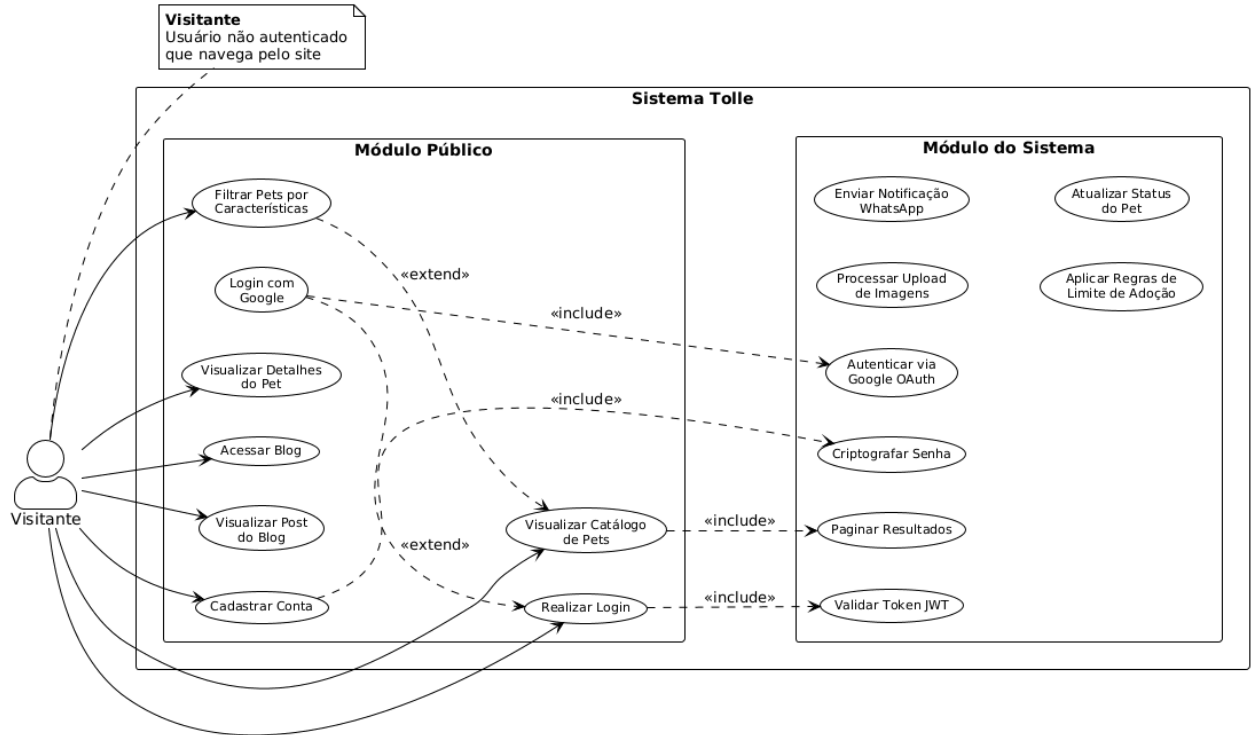 Visitante
Usuário não autenticado
que navega pelo site
Sistema Tolle
Módulo Público
Módulo do Sistema
Filtrar Pets por
Características
Enviar Notificação
WhatsApp
Atualizar Status
do Pet
«extend»
Login com
Google
Processar Upload
de Imagens
Aplicar Regras de
Limite de Adoção
«include»
Visualizar Detalhes
do Pet
Autenticar via
Google OAuth
«include»
Acessar Blog
Criptografar Senha
Visitante
Visualizar Post
do Blog
Visualizar Catálogo
de Pets
«include»
Paginar Resultados
«extend»
Cadastrar Conta
Realizar Login
«include»
Validar Token JWT